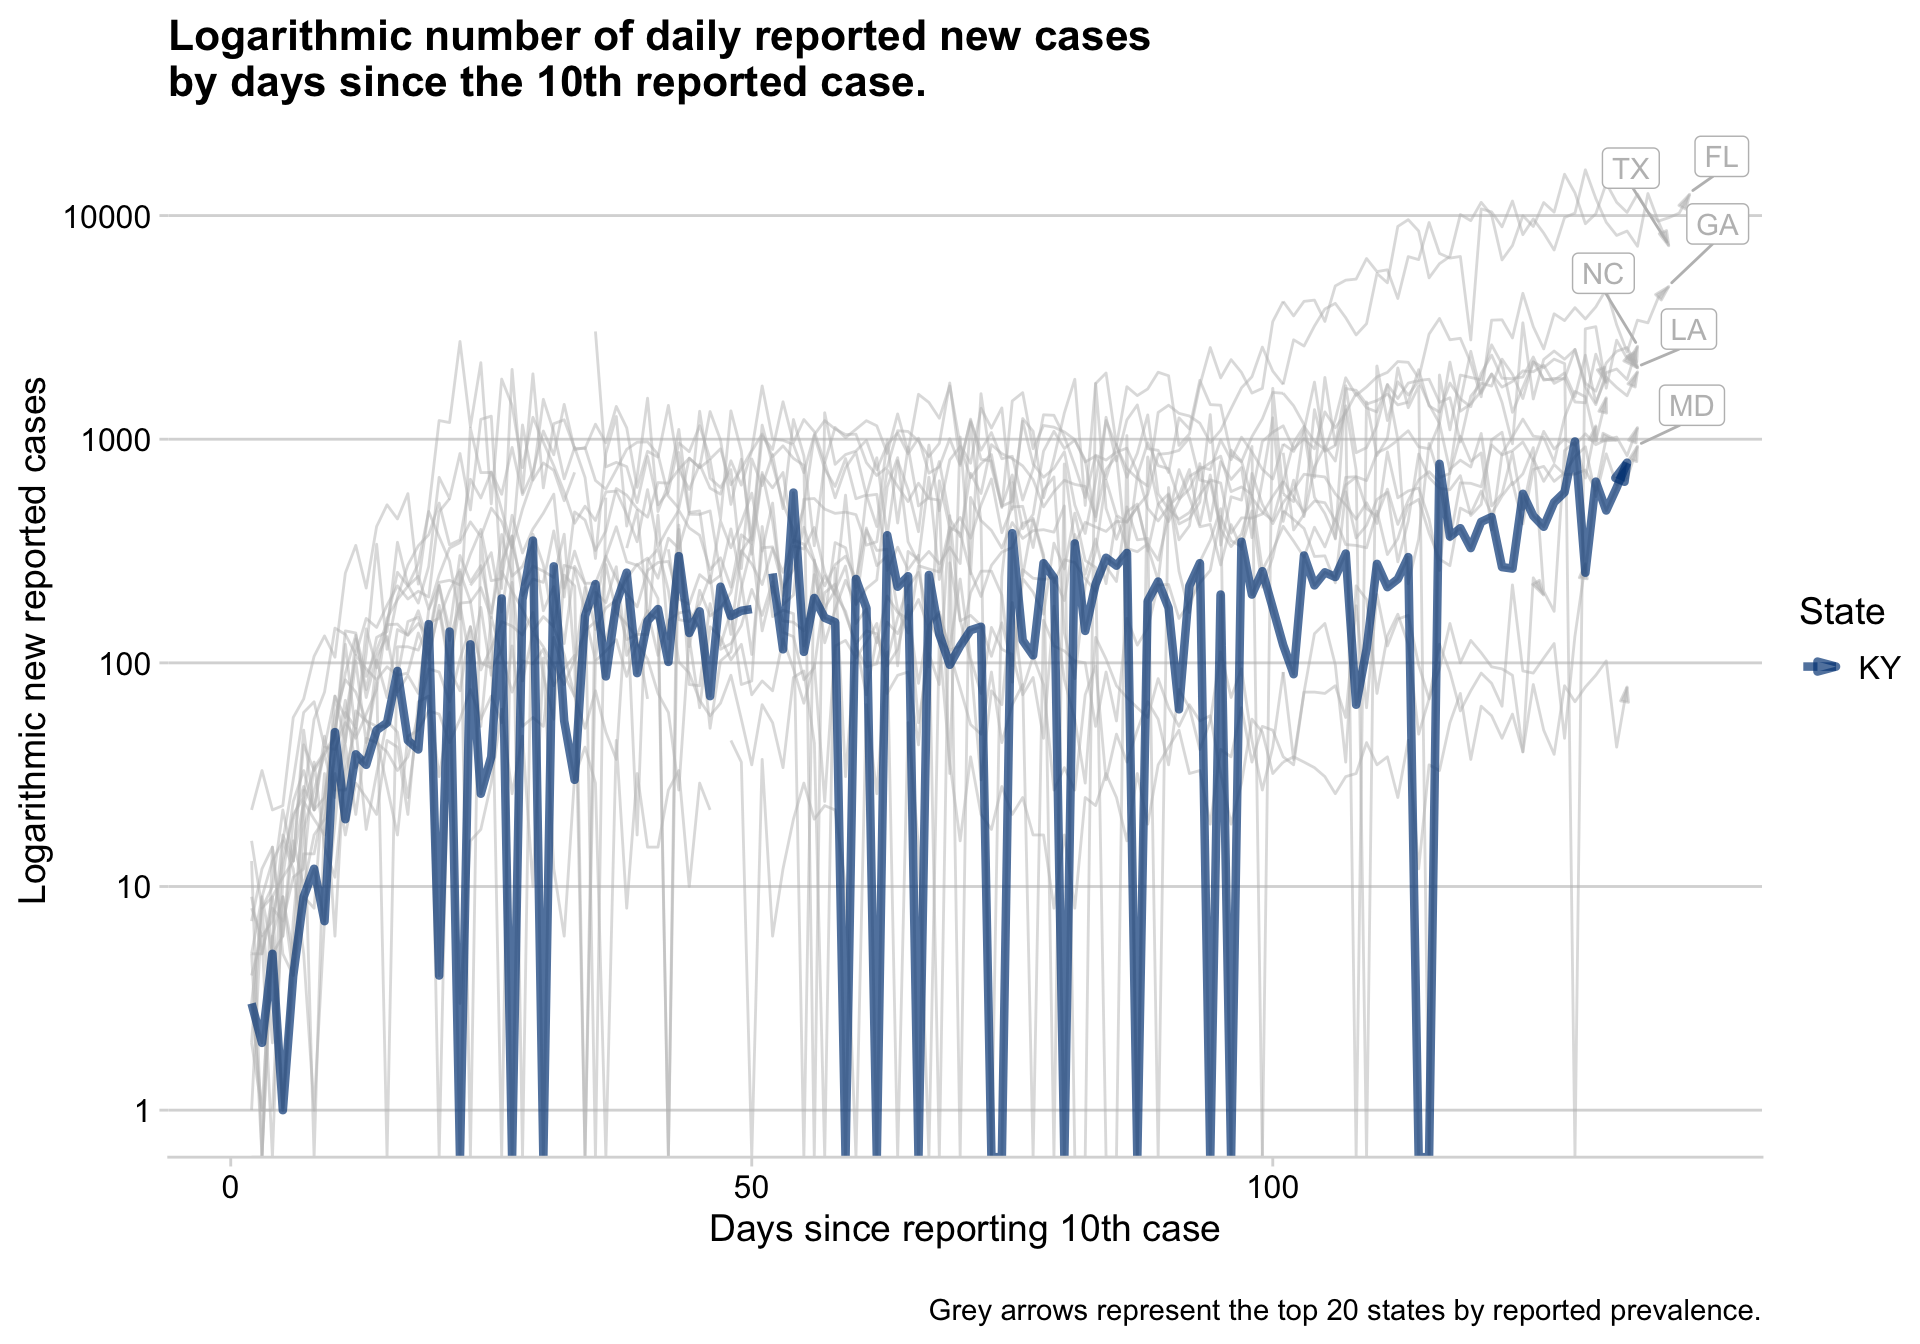 Logarithmic number of daily reported new cases
by days since the 10th reported case.
TX
FL
GA
NC
LA
MD
10000
1000
100
10
1
Logarithmic new reported cases
0
50
100
Days since reporting 10th case
State
KY
Grey arrows represent the top 20 states by reported prevalence.